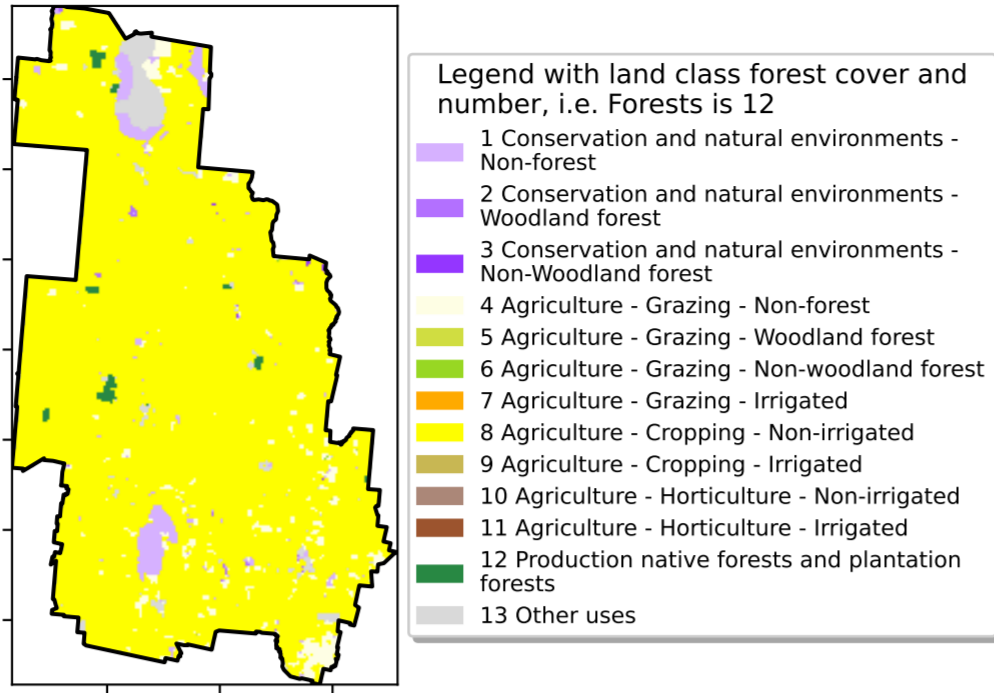 Legend with land class forest cover and
number, i.e. Forests is 12
1 Conservation and natural environments -
Non-forest
2 Conservation and natural environments -
Woodland forest
3 Conservation and natural environments -
Non-Woodland forest
4 Agriculture - Grazing - Non-forest
5 Agriculture - Grazing - Woodland forest
6 Agriculture - Grazing - Non-woodland forest
7 Agriculture - Grazing - Irrigated
8 Agriculture - Cropping - Non-irrigated
9 Agriculture - Cropping - Irrigated
10 Agriculture - Horticulture - Non-irrigated
11 Agriculture - Horticulture - Irrigated
12 Production native forests and plantation
forests
13 Other uses